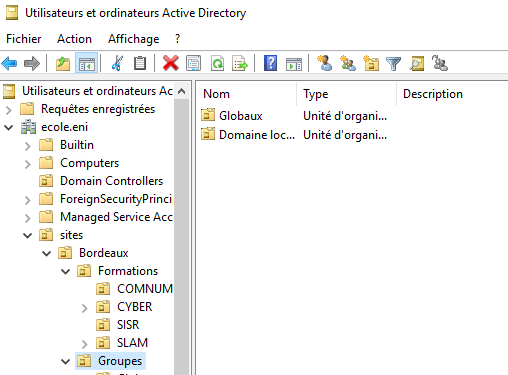 Utilisateurs et ordinateurs Active Directory
Fichier Action Affichage ?
Utilisateurs et ordinateurs Ac
Requêtes enregistrées
ecole.eni
Builtin
Computers
Domain Controllers
ForeignSecurityPrinci
Managed Service Acc
sites
Bordeaux
Formations
COMNUM
CYBER
SISR
SLAM
Groupes
Nom Type Description
Globaux Unité d'organi...
Domaine loc... Unité d'organi...